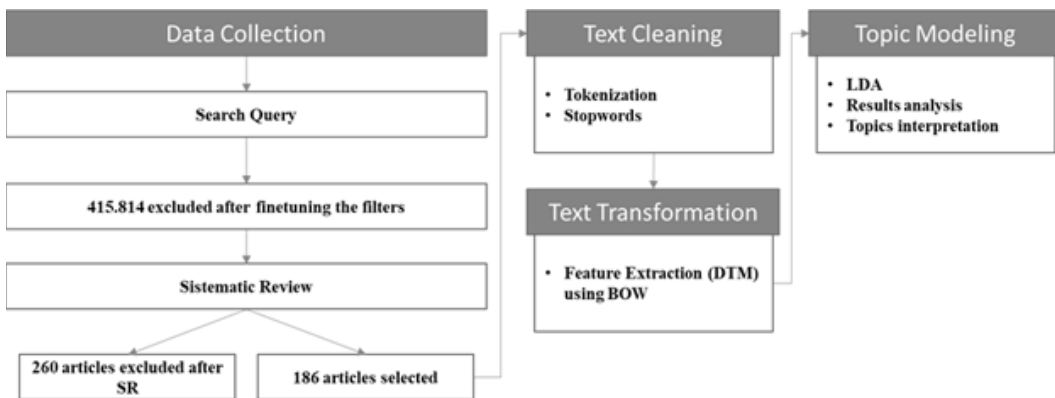 Data Collection
Search Query
415.814 excluded after finetuning the filters
Sistematic Review
260 articles excluded after
SR
186 articles selected
Text Cleaning
• Tokenization
• Stopwords
Text Transformation
• Feature Extraction (DTM)
using BOW
Topic Modeling
• LDA
• Results analysis
• Topics interpretation